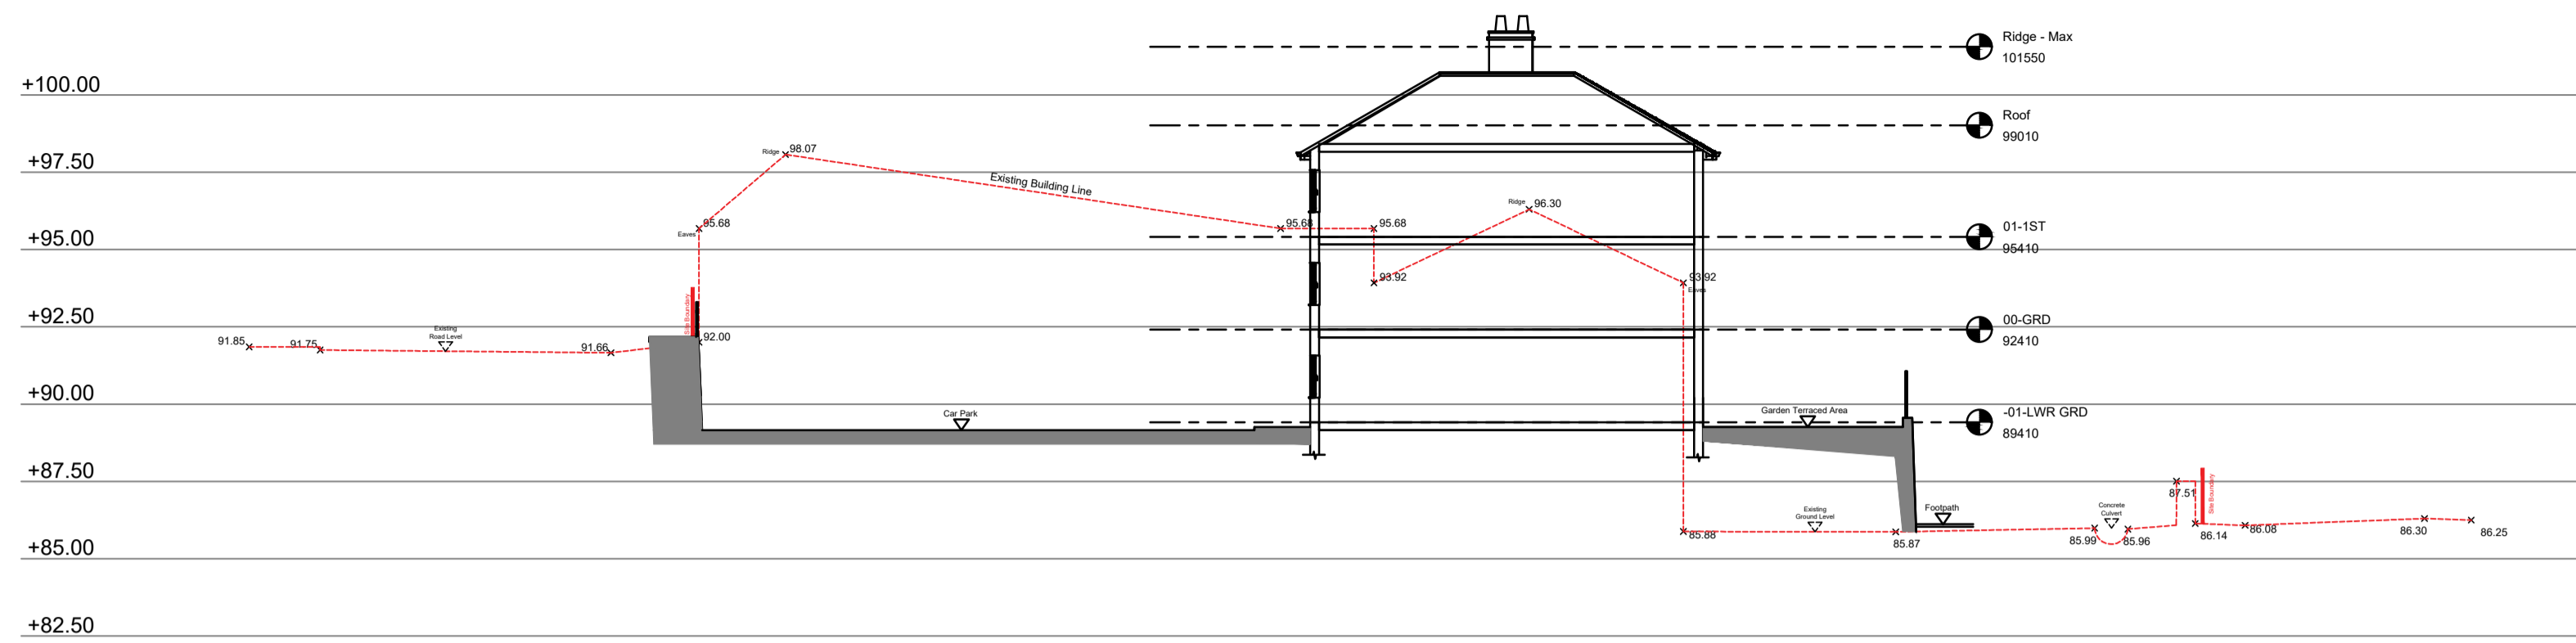 Ridge - Max
101550
+100.00
Roof
99010
+97.50
Ridge
98.07
Existing Building Line
Ridge
96.30
95.68
Eaves
95.68
95.68
+95.00
01-1ST
95410
93.92
93.92
Eaves
Site Boundary
+92.50
00-GRD
92410
91.85
91.75
Existing
Road Level
91.66
92.00
+90.00
Car Park
Garden Terraced Area
-01-LWR GRD
89410
+87.50
87.51
Site Boundary
Existing
Ground Level
Footpath
Concrete
Culvert
85.88
85.87
85.99
85.96
86.14
86.08
86.30
86.25
+85.00
+82.50